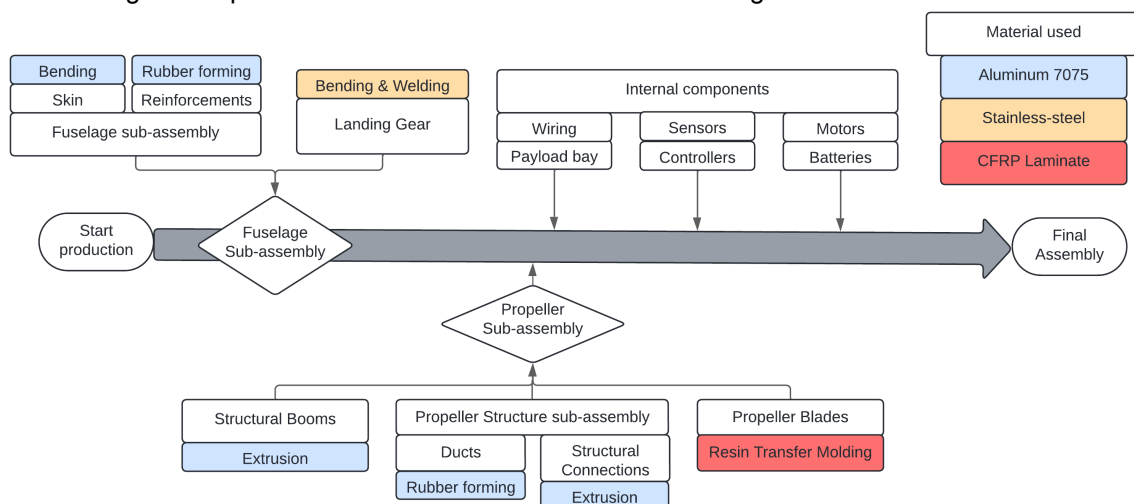 Material used
Aluminum 7075
Stainless-steel
CFRP Laminate
Bending
Rubber forming
Skin
Reinforcements
Fuselage sub-assembly
Bending & Welding
Landing Gear
Internal components
Wiring
Sensors
Motors
Payload bay
Controllers
Batteries
Start
production
Fuselage
Sub-assembly
Final
Assembly
Propeller
Sub-assembly
Structural Booms
Extrusion
Propeller Structure sub-assembly
Ducts
Rubber forming
Structural
Connections
Extrusion
Propeller Blades
Resin Transfer Molding